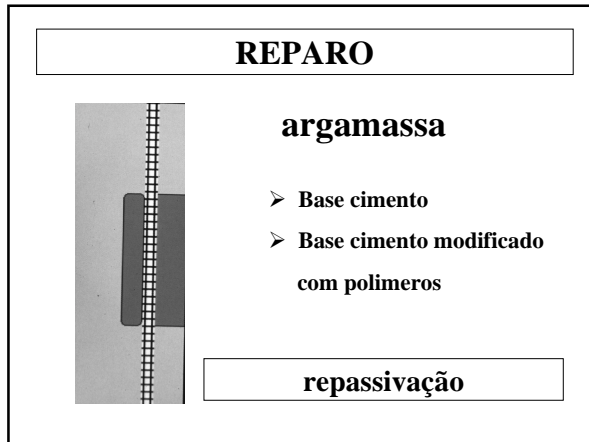 REPARO
argamassa
➢ Base cimento
➢ Base cimento modificado
com polimeros
repassivação